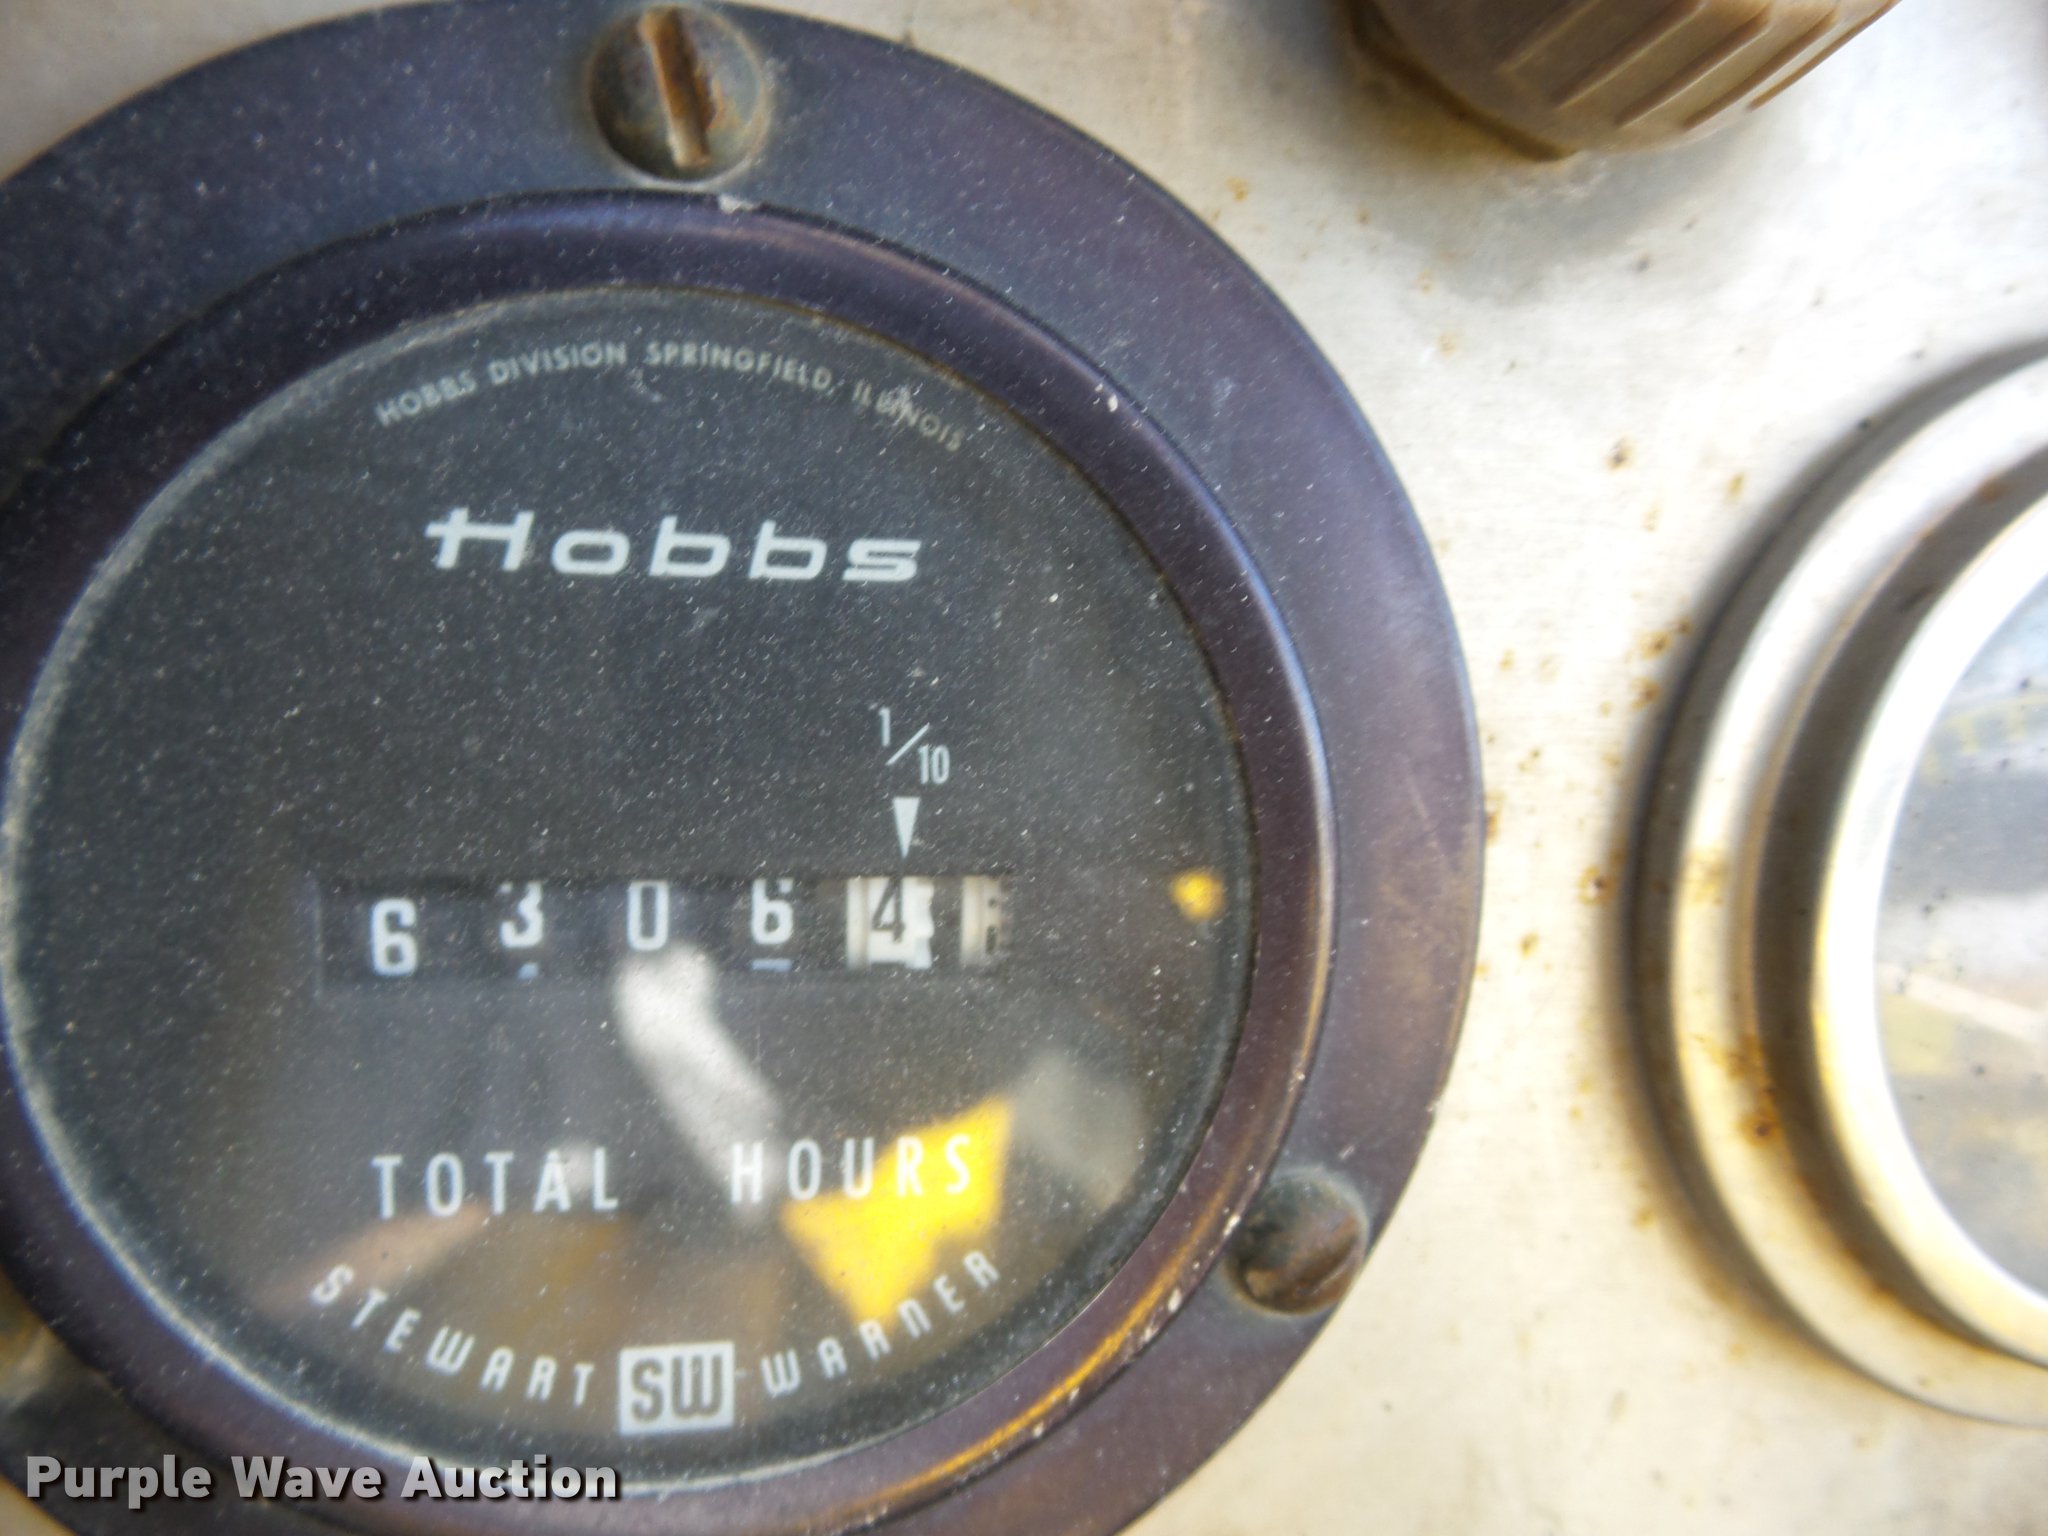 HOBBS DIVISION SPRINGFIELD, ILLINOIS
Hobbs
1/10
6 3 0 6 4
TOTAL HOURS
STEWART SW WARNER
Purple Wave Auction